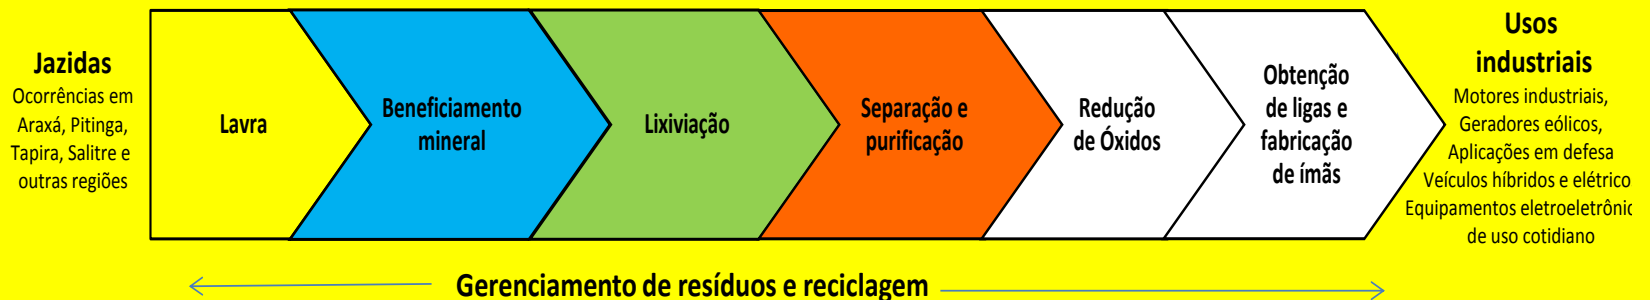 Jazidas
Ocorrências em
Araxá, Pitinga,
Tapira, Salitre e
outras regiões
Lavra
Beneficiamento
mineral
Lixiviação
Separação e
purificação
Redução
de Óxidos
Obtenção
de ligas e
fabricação
de ímãs
Usos
industriais
Motores industriais,
Geradores eólicos,
Aplicações em defesa
Veículos híbridos e elétrico
Equipamentos eletroeletrônic
de uso cotidiano
Gerenciamento de resíduos e reciclagem